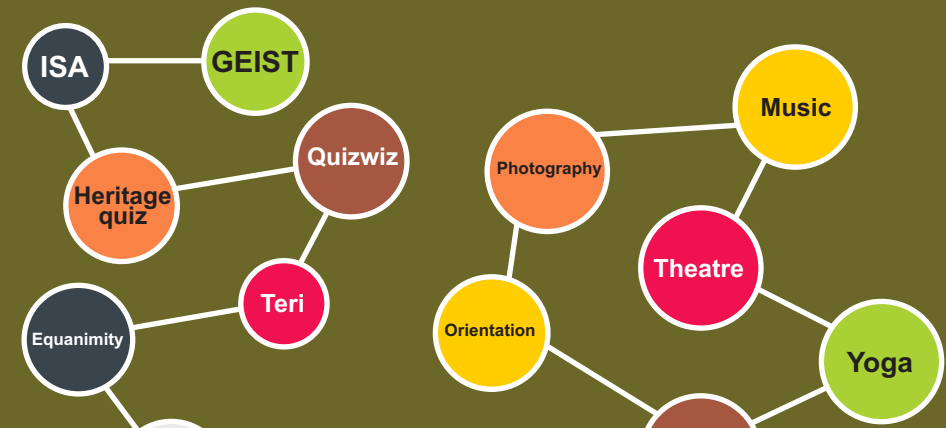 ISA
GEIST
Heritage
quiz
Quizwiz
Teri
Equanimity
Music
Photography
Theatre
Orientation
Yoga